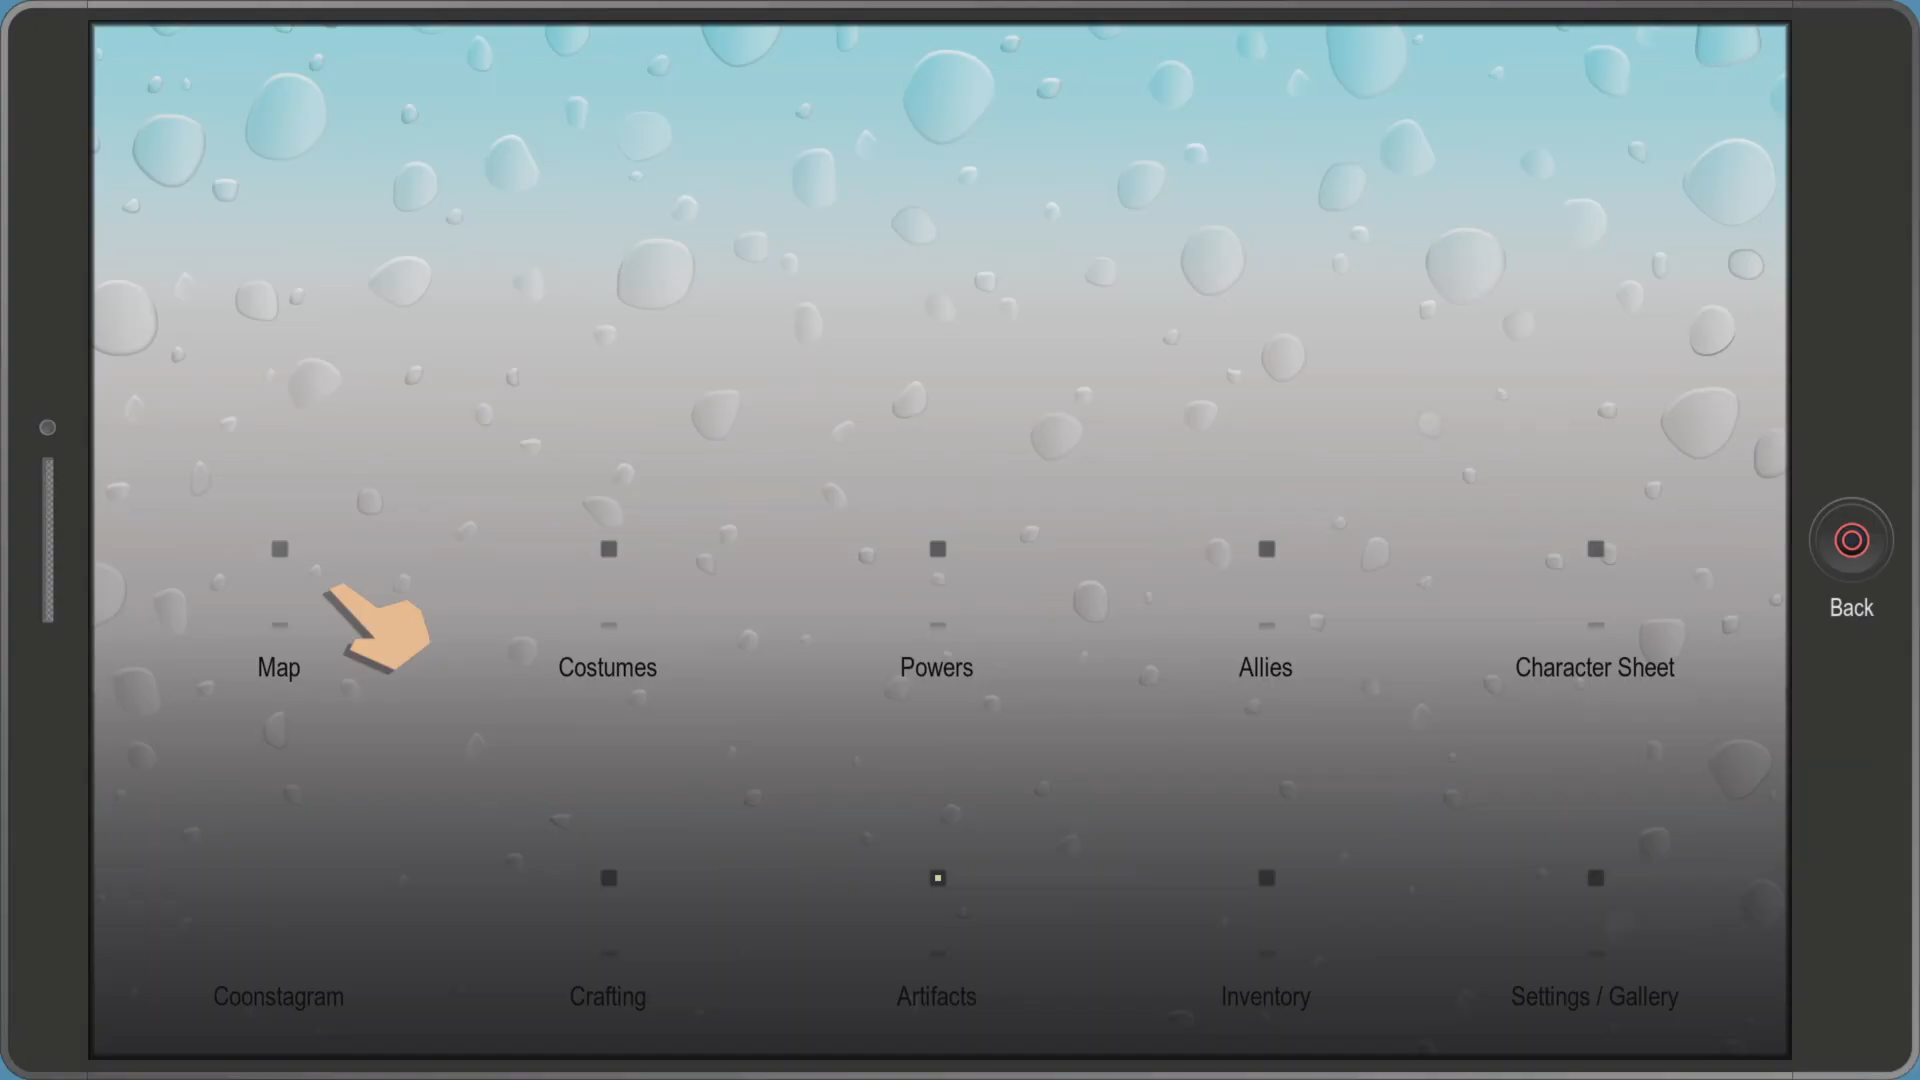 Back
Map
Costumes
Powers
Allies
Character Sheet
Coonstagram
Crafting
Artifacts
Inventory
Settings / Gallery